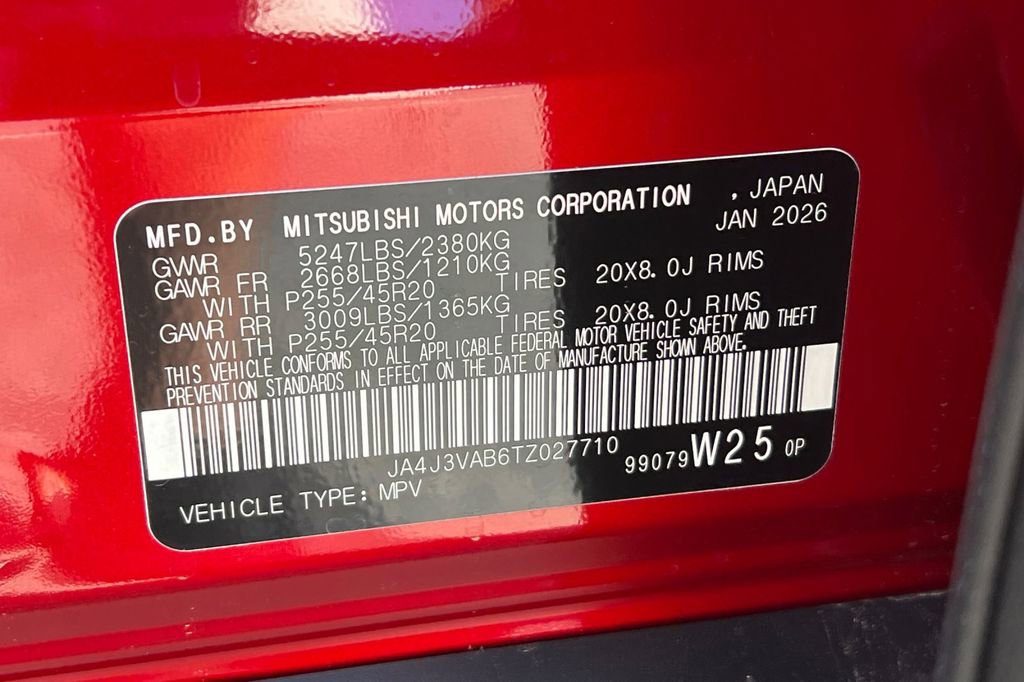 MFD.BY MITSUBISHI MOTORS CORPORATION , JAPAN
JAN 2026
GVWR 5247LBS/2380KG
GAWR FR 2668LBS/1210KG
WITH P255/45R20 TIRES 20X8.0J RIMS
GAWR RR 3009LBS/1365KG
WITH P255/45R20 TIRES 20X8.0J RIMS
THIS VEHICLE CONFORMS TO ALL APPLICABLE FEDERAL MOTOR VEHICLE SAFETY AND THEFT
PREVENTION STANDARDS IN EFFECT ON THE DATE OF MANUFACTURE SHOWN ABOVE.
JA4J3VAB6TZ027710
99079 W25 0P
VEHICLE TYPE: MPV